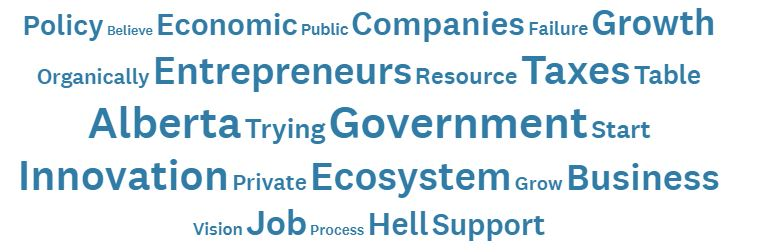 Policy Believe Economic Public Companies Failure Growth
Organically Entrepreneurs Resource Taxes Table
Alberta Trying Government Start
Innovation Private Ecosystem Grow Business
Vision Job Process Hell Support